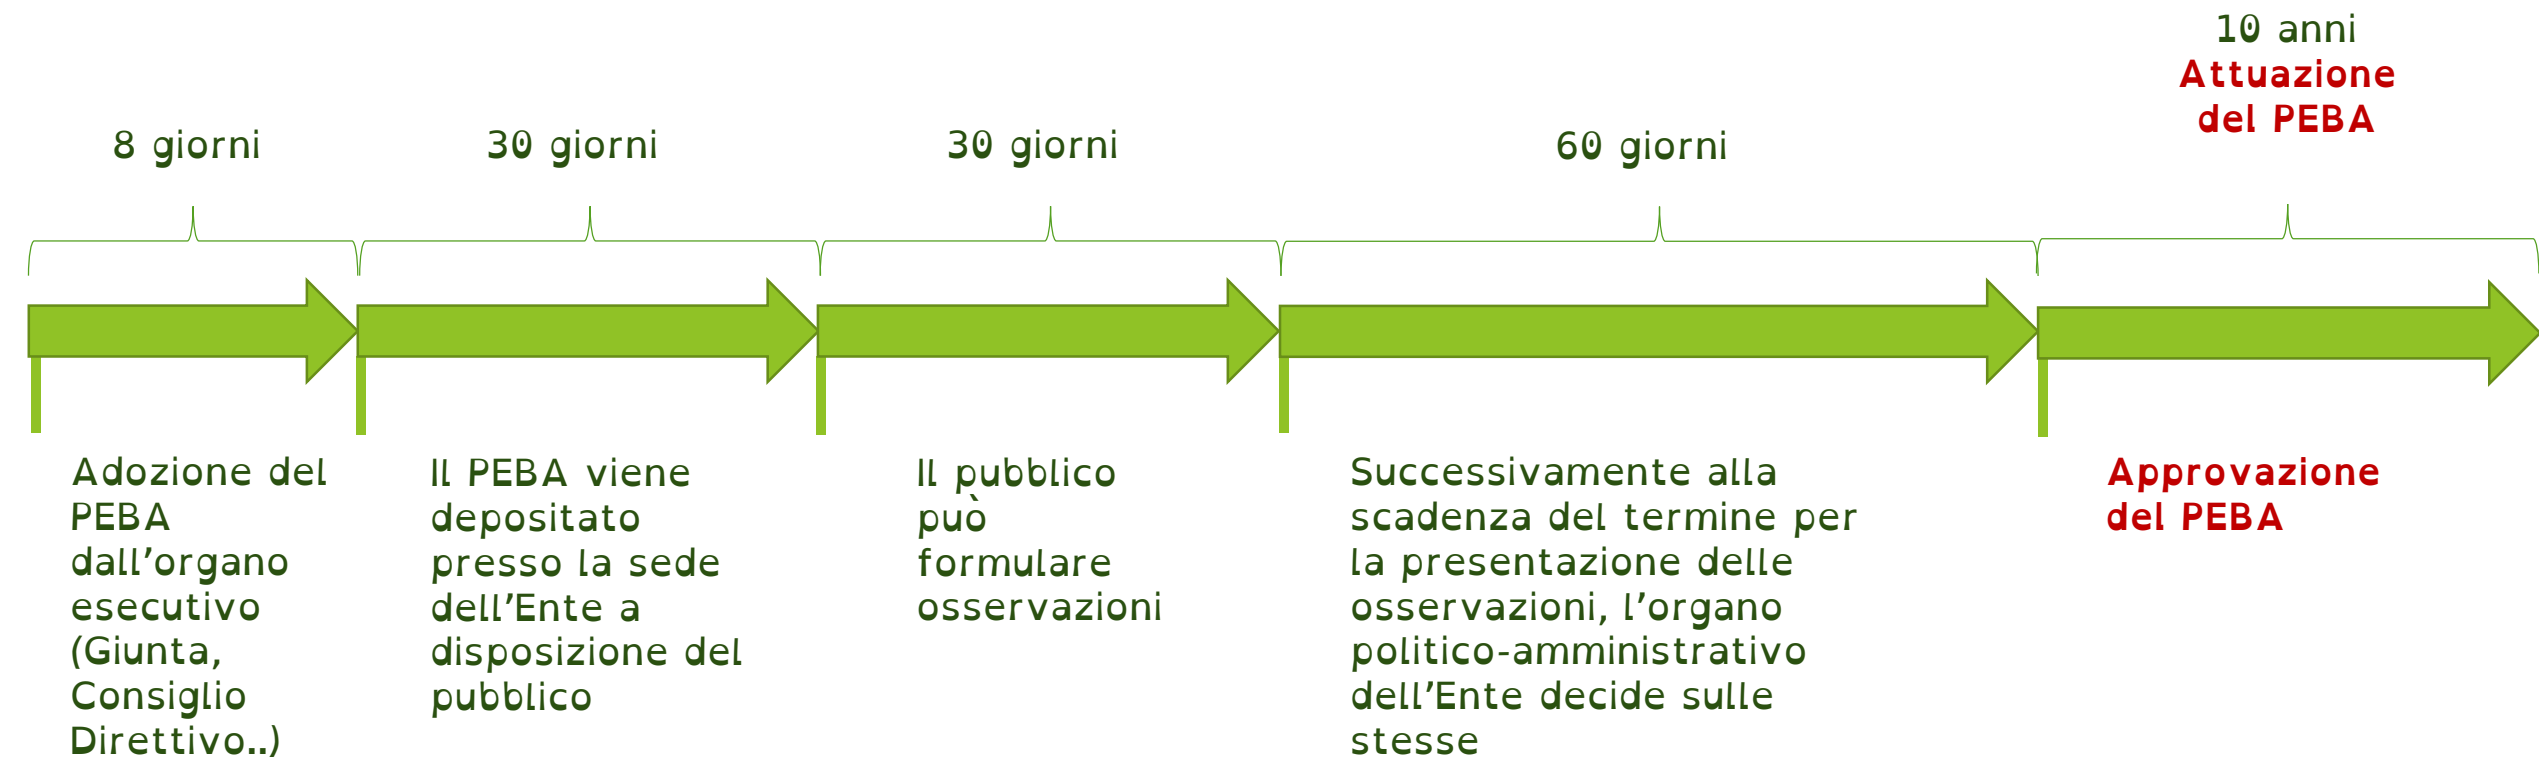 8 giorni
30 giorni
30 giorni
60 giorni
10 anni
Attuazione
del PEBA
Adozione del
PEBA
dall’organo
esecutivo
(Giunta,
Consiglio
Direttivo..)
Il PEBA viene
depositato
presso la sede
dell’Ente a
disposizione del
pubblico
Il pubblico
può
formulare
osservazioni
Successivamente alla
scadenza del termine per
la presentazione delle
osservazioni, l’organo
politico-amministrativo
dell’Ente decide sulle
stesse
Approvazione
del PEBA